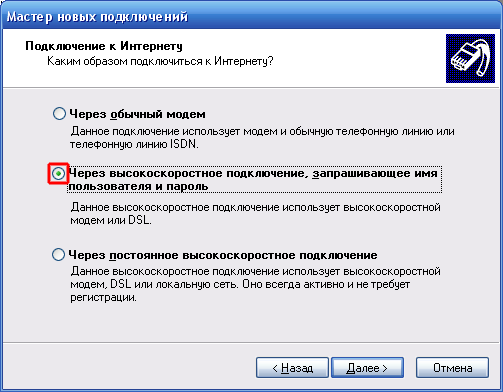 Мастер новых подключений
Подключение к Интернету
Каким образом подключиться к Интернету?
Через обычный модем
Данное подключение использует модем и обычную телефонную линию или
телефонную линию ISDN.
Через высокоскоростное подключение, запрашивающее имя
пользователя и пароль
Данное высокоскоростное подключение использует высокоскоростной
модем или DSL.
Через постоянное высокоскоростное подключение
Данное высокоскоростное подключение использует высокоскоростной
модем, DSL или локальную сеть. Оно всегда активно и не требует
регистрации.
< Назад Далее > Отмена